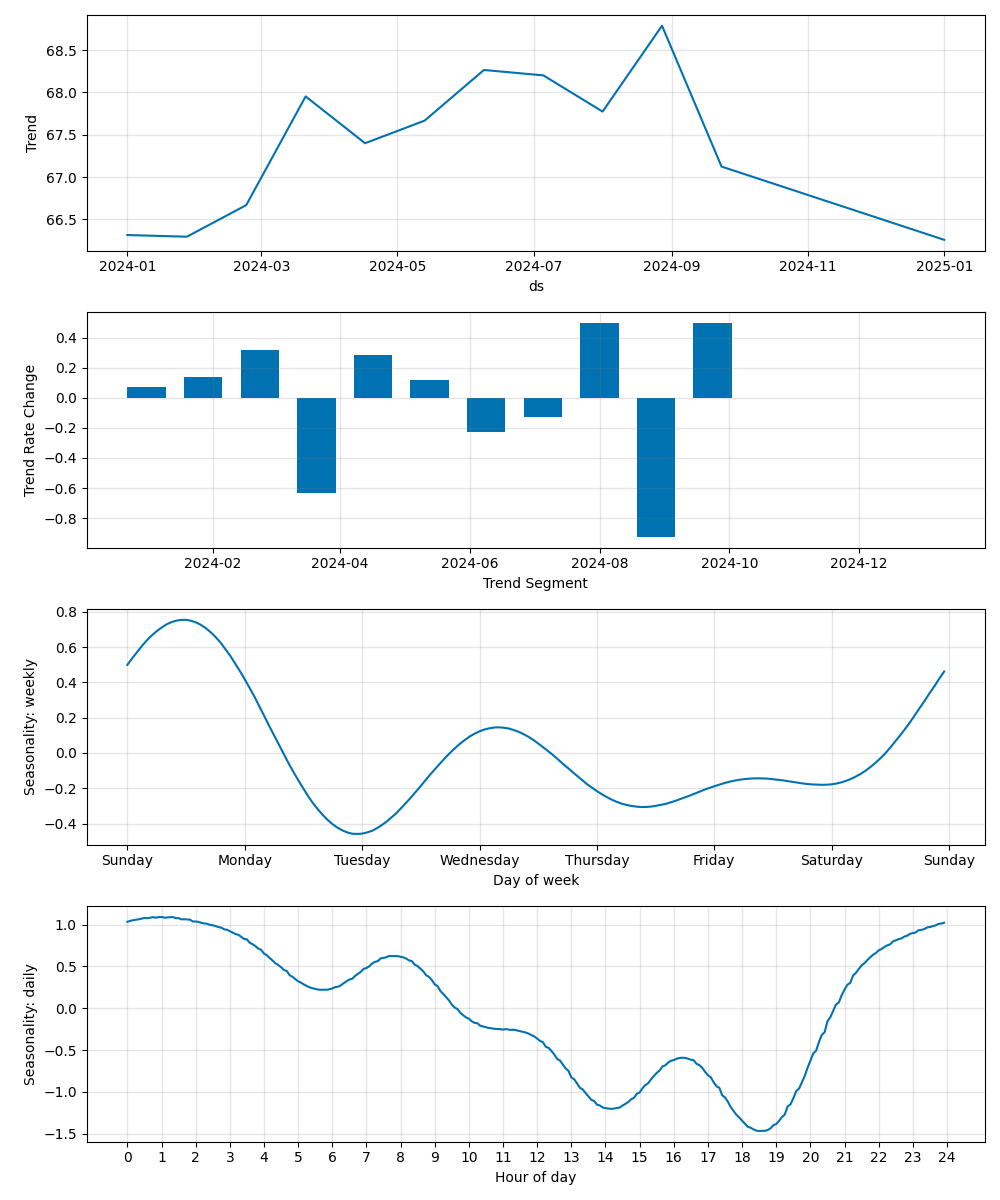 Trend
68.5
68.0
67.5
67.0
66.5
2024-01 2024-03 2024-05 2024-07 2024-09 2024-11 2025-01
ds
Trend Rate Change
0.4
0.2
0.0
−0.2
−0.4
−0.6
−0.8
2024-02 2024-04 2024-06 2024-08 2024-10 2024-12
Trend Segment
Seasonality: weekly
0.8
0.6
0.4
0.2
0.0
−0.2
−0.4
Sunday Monday Tuesday Wednesday Thursday Friday Saturday Sunday
Day of week
Seasonality: daily
1.0
0.5
0.0
−0.5
−1.0
−1.5
0 1 2 3 4 5 6 7 8 9 10 11 12 13 14 15 16 17 18 19 20 21 22 23 24
Hour of day